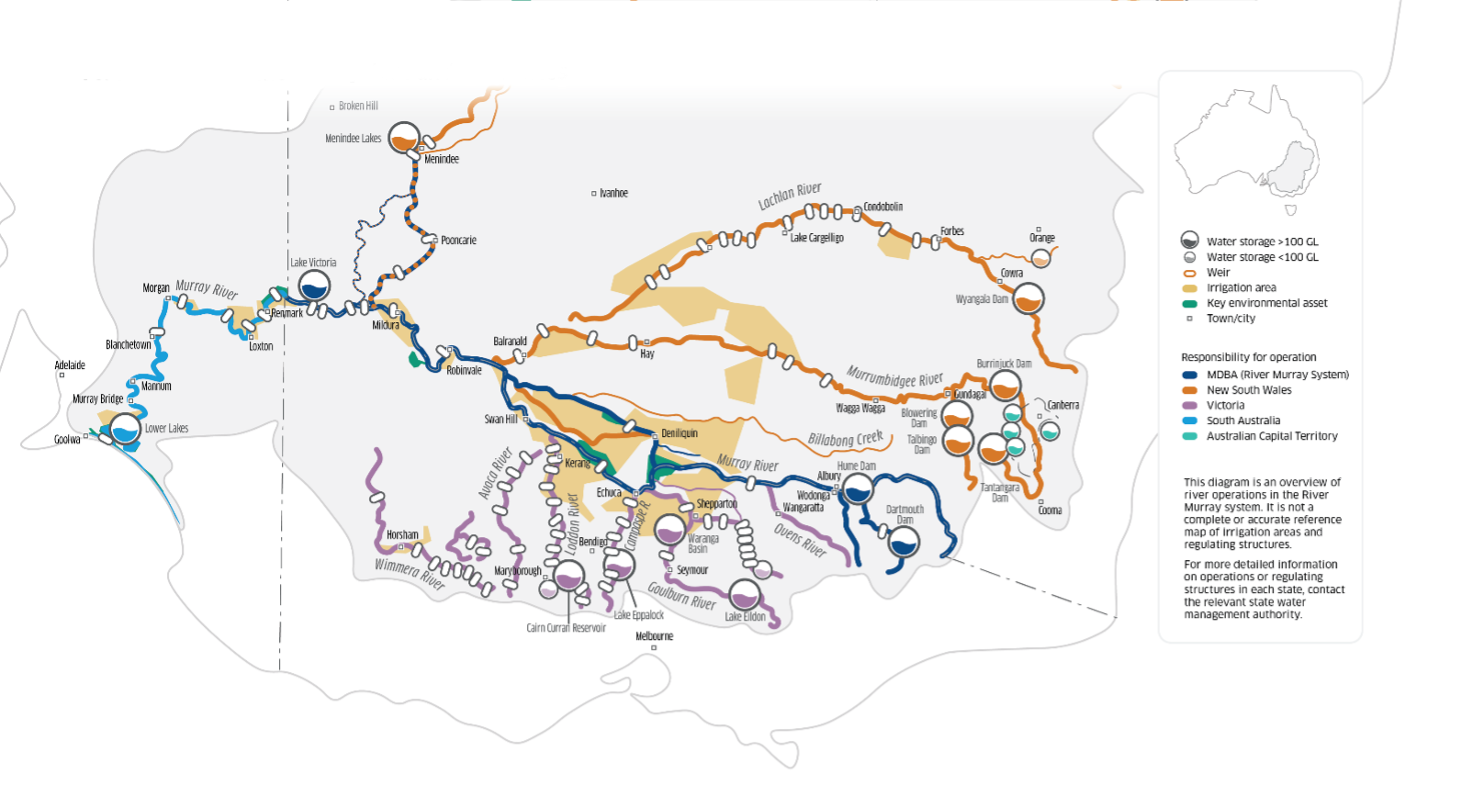 Broken Hill
Menindee Lakes
Menindee
Ivanhoe
Lachlan River
Condobolin
Lake Cargelligo
Forbes
Orange
Cowra
Wyangala Dam
Pooncarie
Lake Victoria
Morgan
Murray River
Renmark
Mildura
Loxton
Blanchetown
Adelaide
Mannum
Murray Bridge
Goolwa
Lower Lakes
Robinvale
Balranald
Hay
Murrumbidgee River
Wagga Wagga
Gundagai
Burrinjuck Dam
Blowering
Dam
Talbingo
Dam
Canberra
Tantangara
Dam
Cooma
Swan Hill
Deniliquin
Billabong Creek
Kerang
Avoca River
Echuca
Murray River
Albury
Hume Dam
Wodonga
Wangaratta
Dartmouth
Dam
Ovens River
Shepparton
Waranga
Basin
Campaspe R
Loddon River
Bendigo
Horsham
Wimmera River
Maryborough
Seymour
Goulburn River
Lake Eildon
Lake Eppalock
Cairn Curran Reservoir
Melbourne
Water storage >100 GL
Water storage <100 GL
Weir
Irrigation area
Key environmental asset
Town/city
Responsibility for operation
MDBA (River Murray System)
New South Wales
Victoria
South Australia
Australian Capital Territory
This diagram is an overview of
river operations in the River
Murray system. It is not a
complete or accurate reference
map of irrigation areas and
regulating structures.
For more detailed information
on operations or regulating
structures in each state, contact
the relevant state water
management authority.